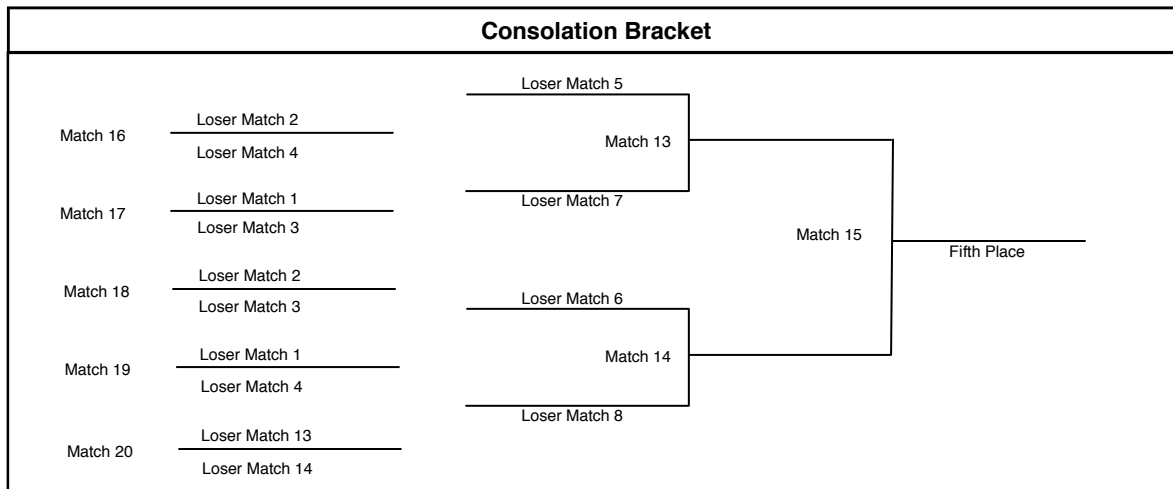 Consolation Bracket
Match 16
Loser Match 2
Loser Match 4
Match 17
Loser Match 1
Loser Match 3
Match 18
Loser Match 2
Loser Match 3
Match 19
Loser Match 1
Loser Match 4
Match 20
Loser Match 13
Loser Match 14
Loser Match 5
Match 13
Loser Match 7
Loser Match 6
Match 14
Loser Match 8
Match 15
Fifth Place